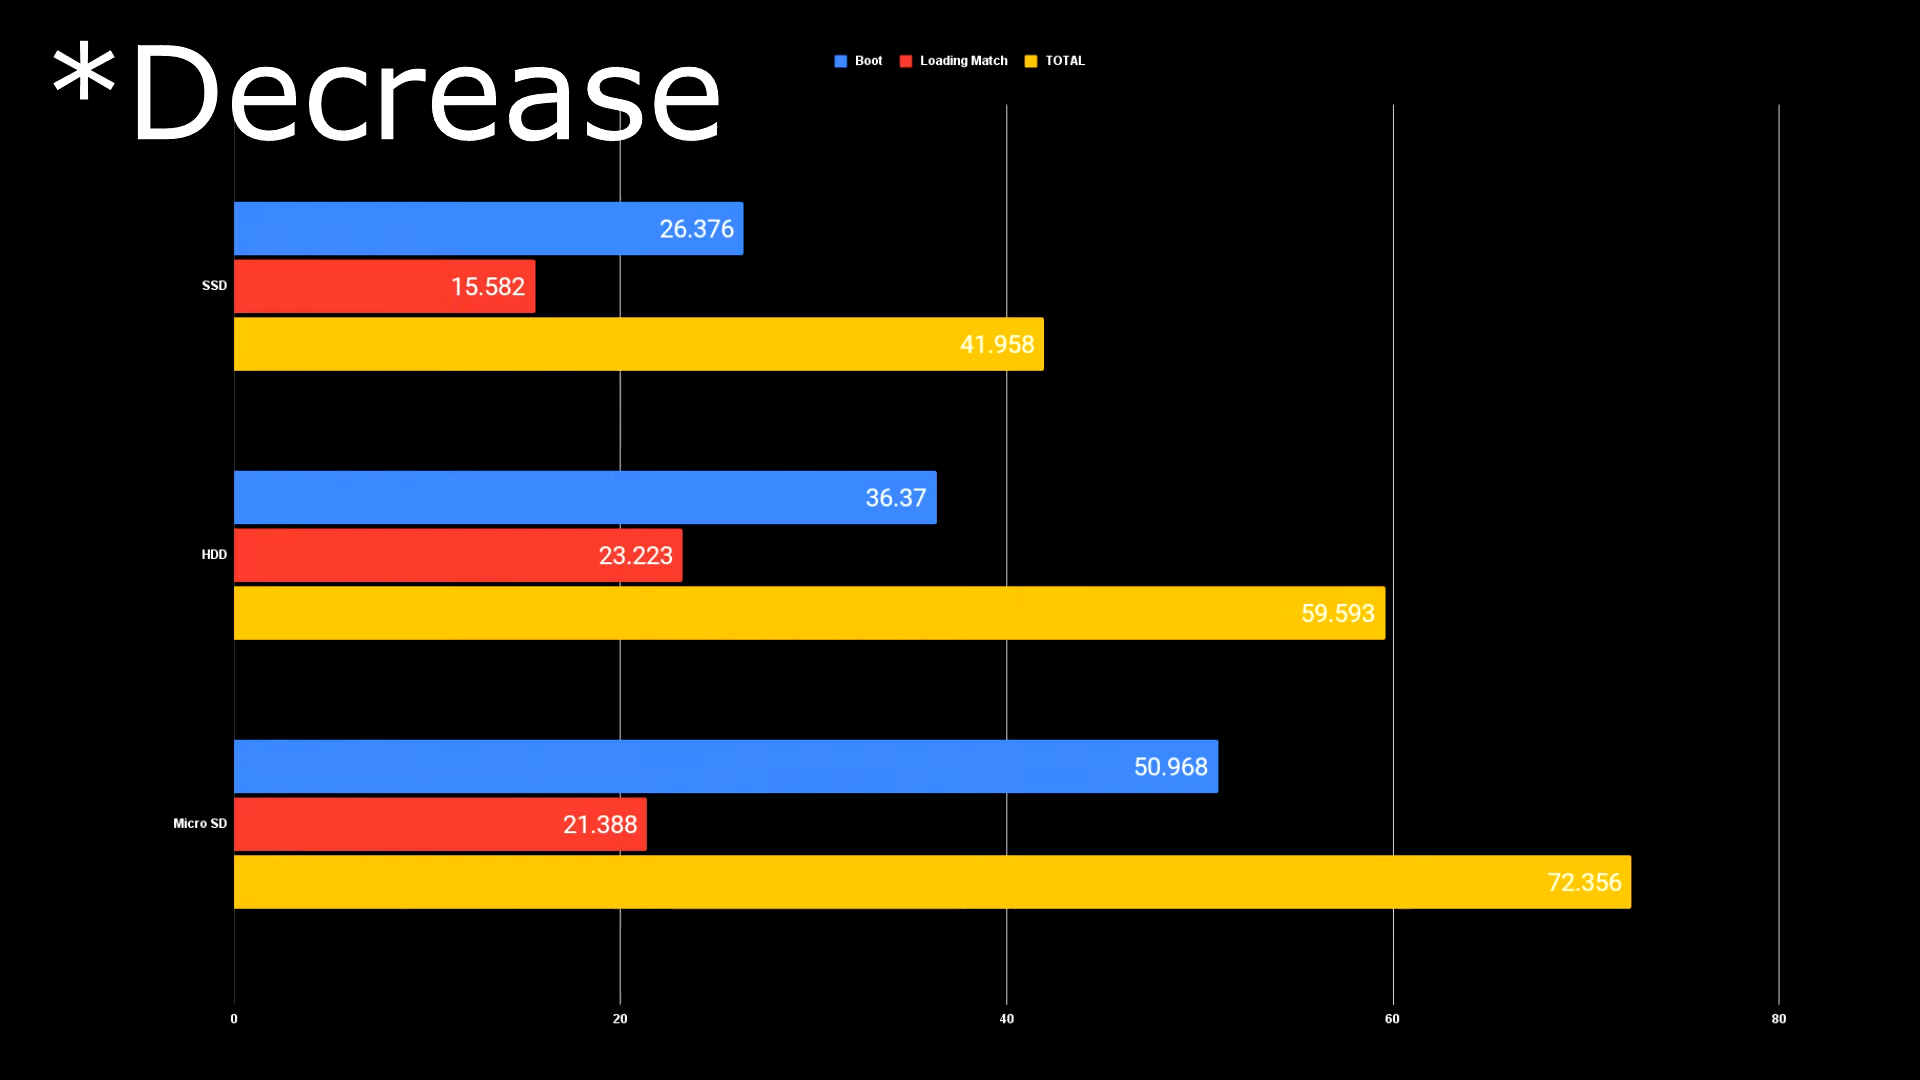 *Decrease
Boot Loading Match TOTAL
26.376
SSD 15.582
41.958
36.37
HDD 23.223
59.593
50.968
Micro SD 21.388
72.356
0 20 40 60 80